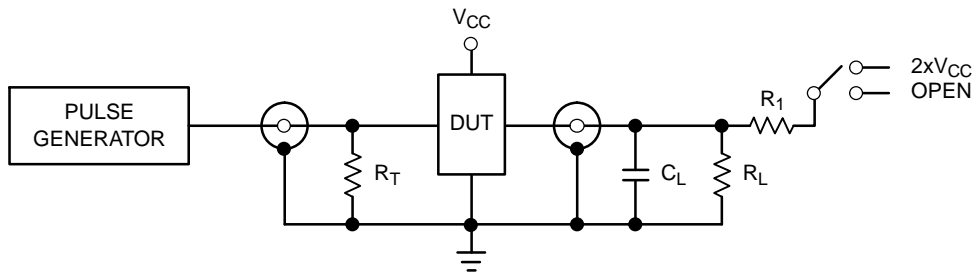 VCC
2xVCC
OPEN
R1
PULSE
GENERATOR
DUT
RT
CL
RL